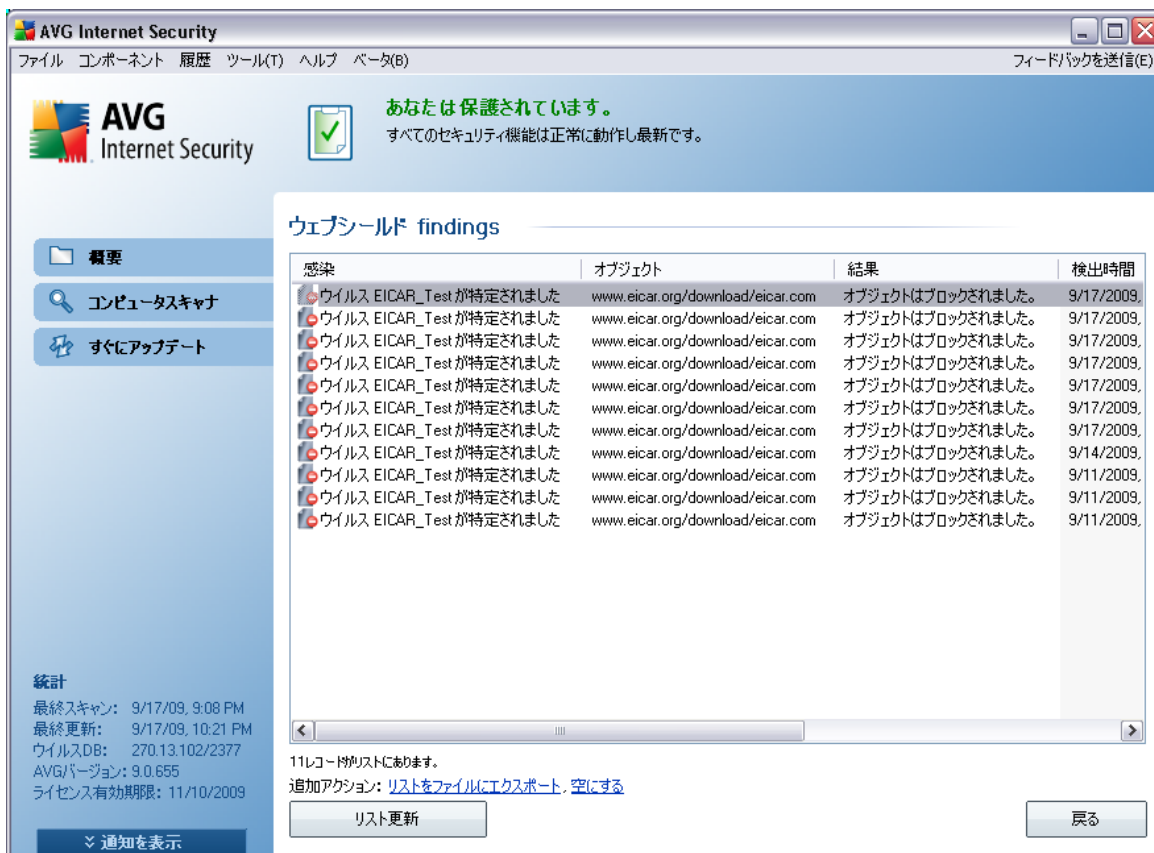 AVG Internet Security
ファイル コンポーネント 履歴 ツール(T) ヘルプ ベータ(B) フィードバックを送信(E)
AVG
Internet Security
あなたは保護されています。
すべてのセキュリティ機能は正常に動作し最新です。
概要
コンピュータスキャナ
すぐにアップデート
ウェブシールド findings
感染 オブジェクト 結果 検出時間
ウイルス EICAR_Test が特定されました www.eicar.org/download/eicar.com オブジェクトはブロックされました。 9/17/2009,
ウイルス EICAR_Test が特定されました www.eicar.org/download/eicar.com オブジェクトはブロックされました。 9/17/2009,
ウイルス EICAR_Test が特定されました www.eicar.org/download/eicar.com オブジェクトはブロックされました。 9/17/2009,
ウイルス EICAR_Test が特定されました www.eicar.org/download/eicar.com オブジェクトはブロックされました。 9/17/2009,
ウイルス EICAR_Test が特定されました www.eicar.org/download/eicar.com オブジェクトはブロックされました。 9/17/2009,
ウイルス EICAR_Test が特定されました www.eicar.org/download/eicar.com オブジェクトはブロックされました。 9/17/2009,
ウイルス EICAR_Test が特定されました www.eicar.org/download/eicar.com オブジェクトはブロックされました。 9/17/2009,
ウイルス EICAR_Test が特定されました www.eicar.org/download/eicar.com オブジェクトはブロックされました。 9/14/2009,
ウイルス EICAR_Test が特定されました www.eicar.org/download/eicar.com オブジェクトはブロックされました。 9/11/2009,
ウイルス EICAR_Test が特定されました www.eicar.org/download/eicar.com オブジェクトはブロックされました。 9/11/2009,
ウイルス EICAR_Test が特定されました www.eicar.org/download/eicar.com オブジェクトはブロックされました。 9/11/2009,
11レコードがリストにあります。
追加アクション: リストをファイルにエクスポート, 空にする
リスト更新 戻る
統計
最終スキャン: 9/17/09, 9:08 PM
最終更新: 9/17/09, 10:21 PM
ウイルスDB: 270.13.102/2377
AVGバージョン: 9.0.655
ライセンス有効期限: 11/10/2009
通知を表示